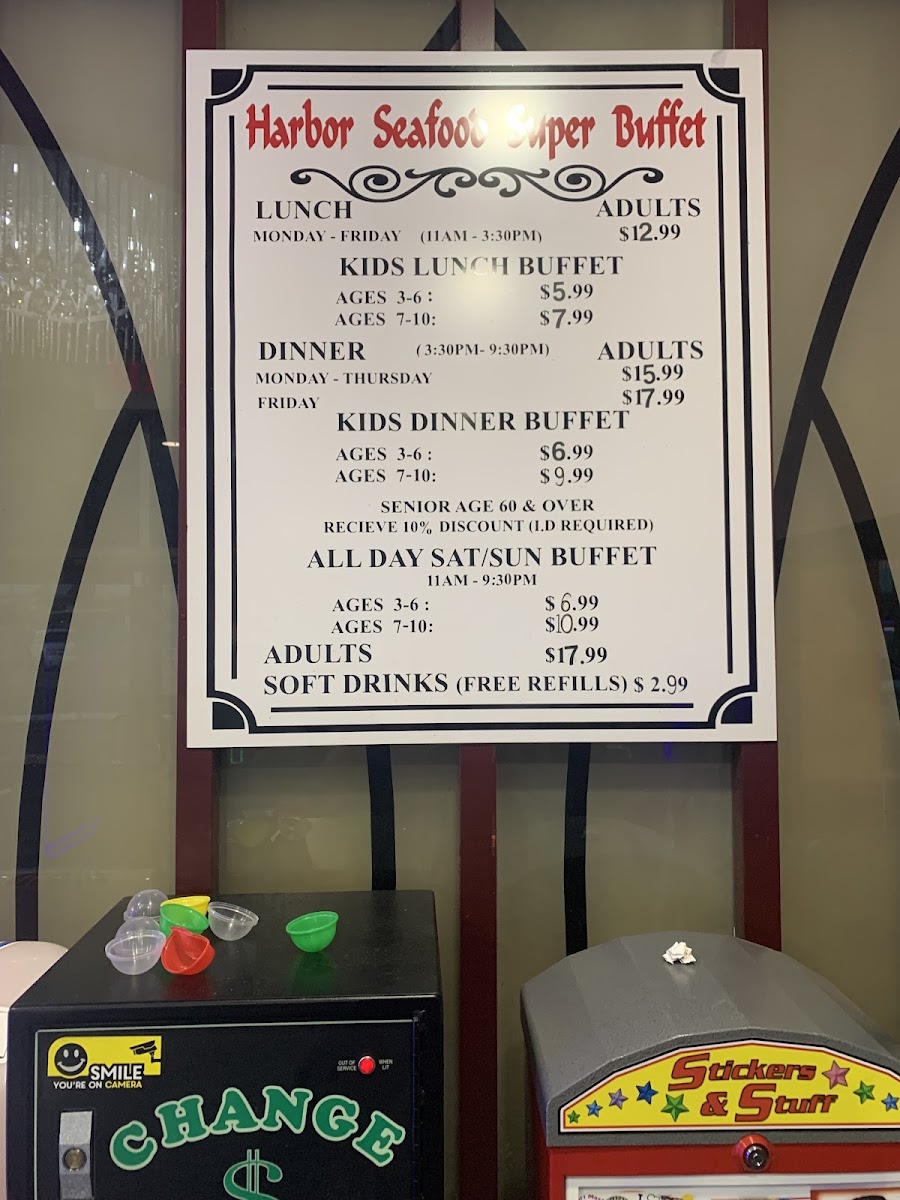 Harbor Seafood Super Buffet
LUNCH ADULTS
MONDAY - FRIDAY (11AM - 3:30PM) $12.99
KIDS LUNCH BUFFET
AGES 3-6 : $5.99
AGES 7-10: $7.99
DINNER (3:30PM- 9:30PM) ADULTS
MONDAY - THURSDAY $15.99
FRIDAY $17.99
KIDS DINNER BUFFET
AGES 3-6 : $6.99
AGES 7-10: $9.99
SENIOR AGE 60 & OVER
RECIEVE 10% DISCOUNT (I.D REQUIRED)
ALL DAY SAT/SUN BUFFET
11AM - 9:30PM
AGES 3-6 : $6.99
AGES 7-10: $10.99
ADULTS $17.99
SOFT DRINKS (FREE REFILLS) $ 2.99
SMILE
YOU'RE ON CAMERA
OUT OF SERVICE WHEN LIT
CHANGE
$
Stickers
& Stuff